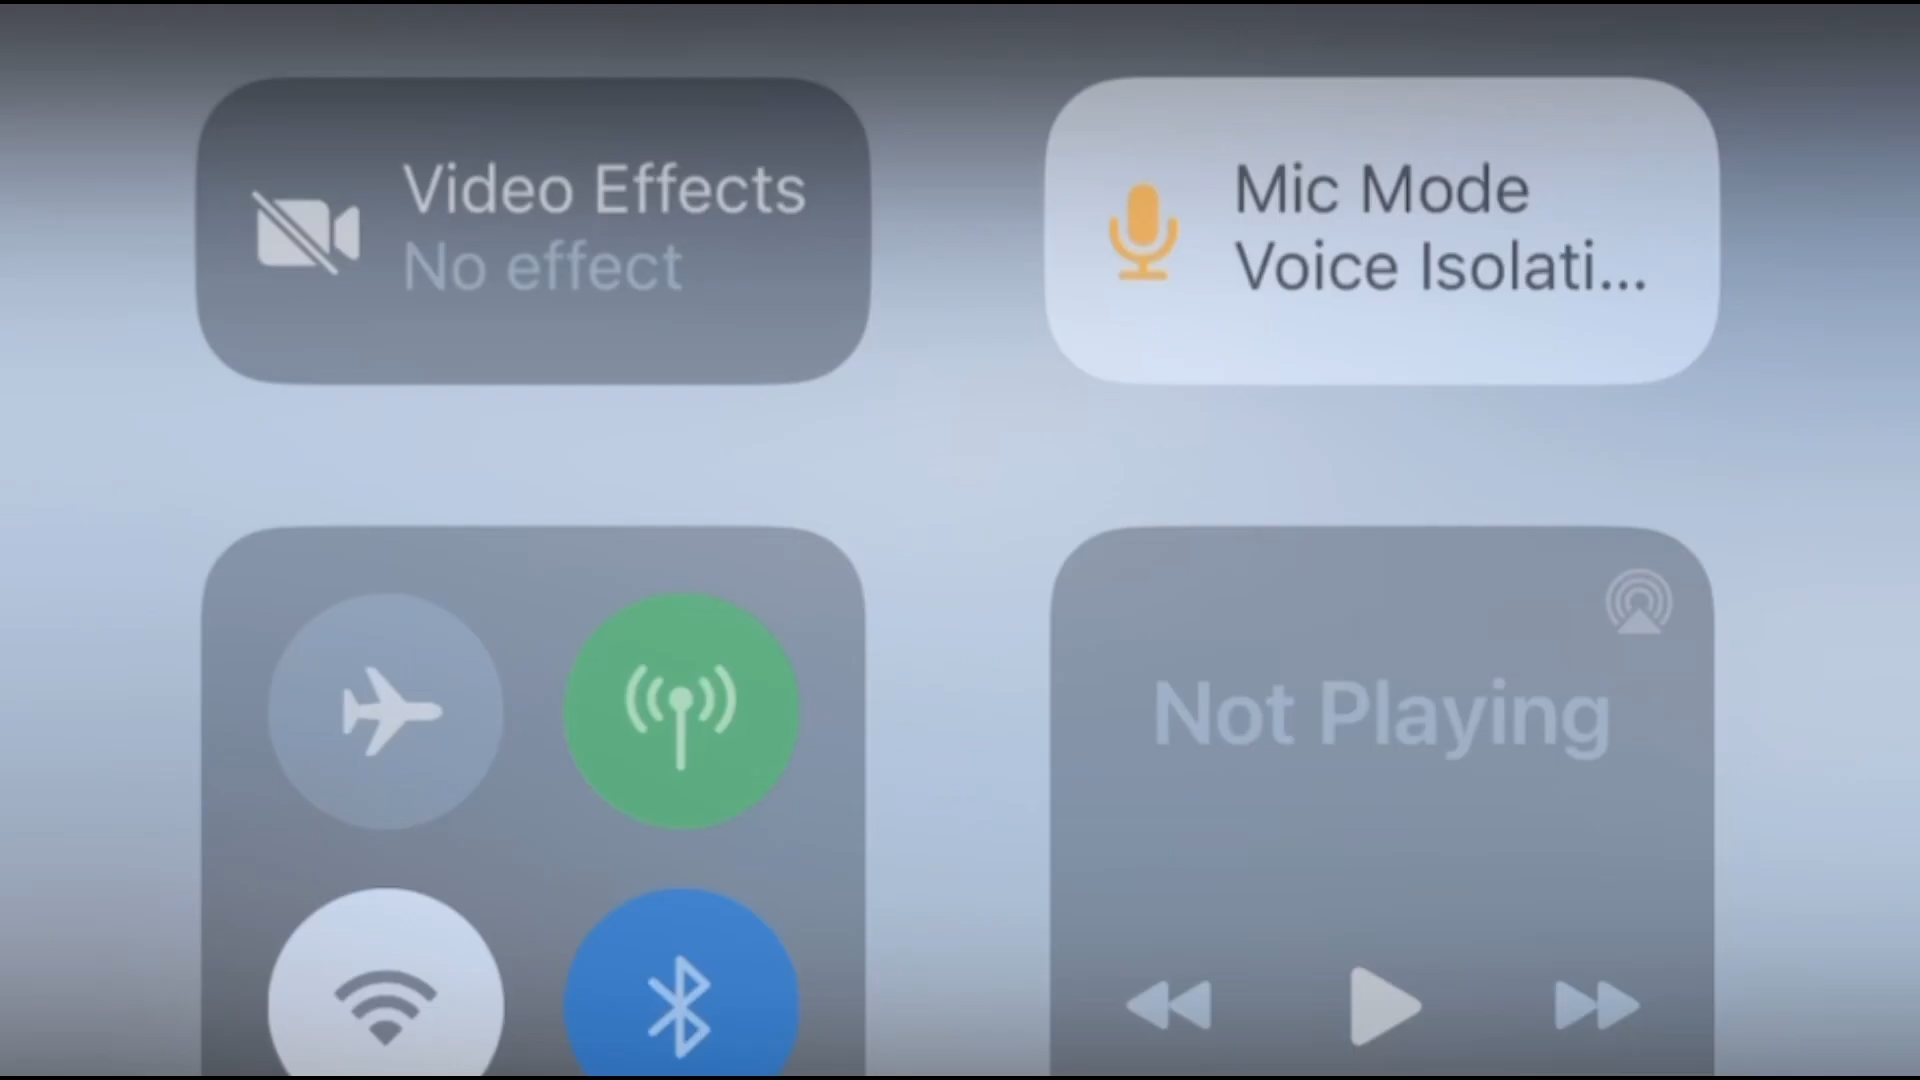 Video Effects
No effect
Mic Mode
Voice Isolati...
Not Playing